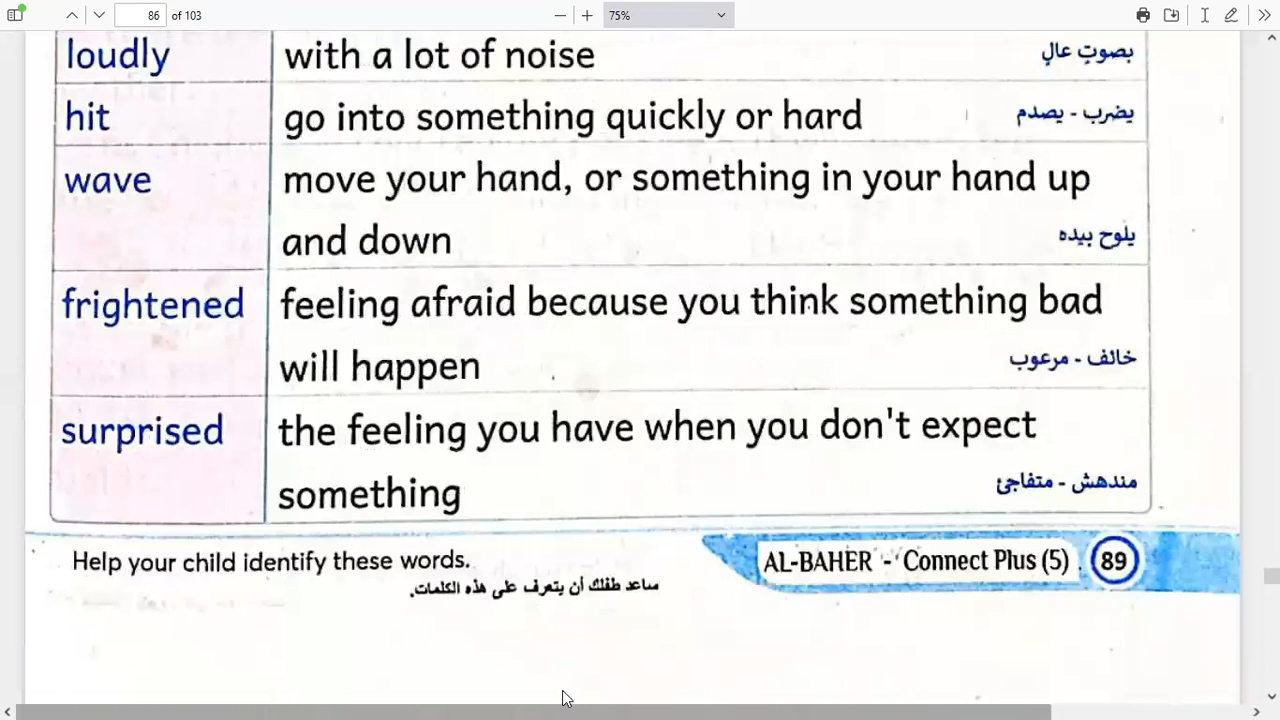 86 of 103 75%
loudly with a lot of noise بصوتٍ عالٍ
hit go into something quickly or hard يضرب - يصدم
wave move your hand, or something in your hand up
and down يلوح بيده
frightened feeling afraid because you think something bad
will happen خائف - مرعوب
surprised the feeling you have when you don't expect
something مندهش - متفاجئ
Help your child identify these words.
ساعد طفلك أن يتعرف على هذه الكلمات.
AL-BAHER - Connect Plus (5) 89